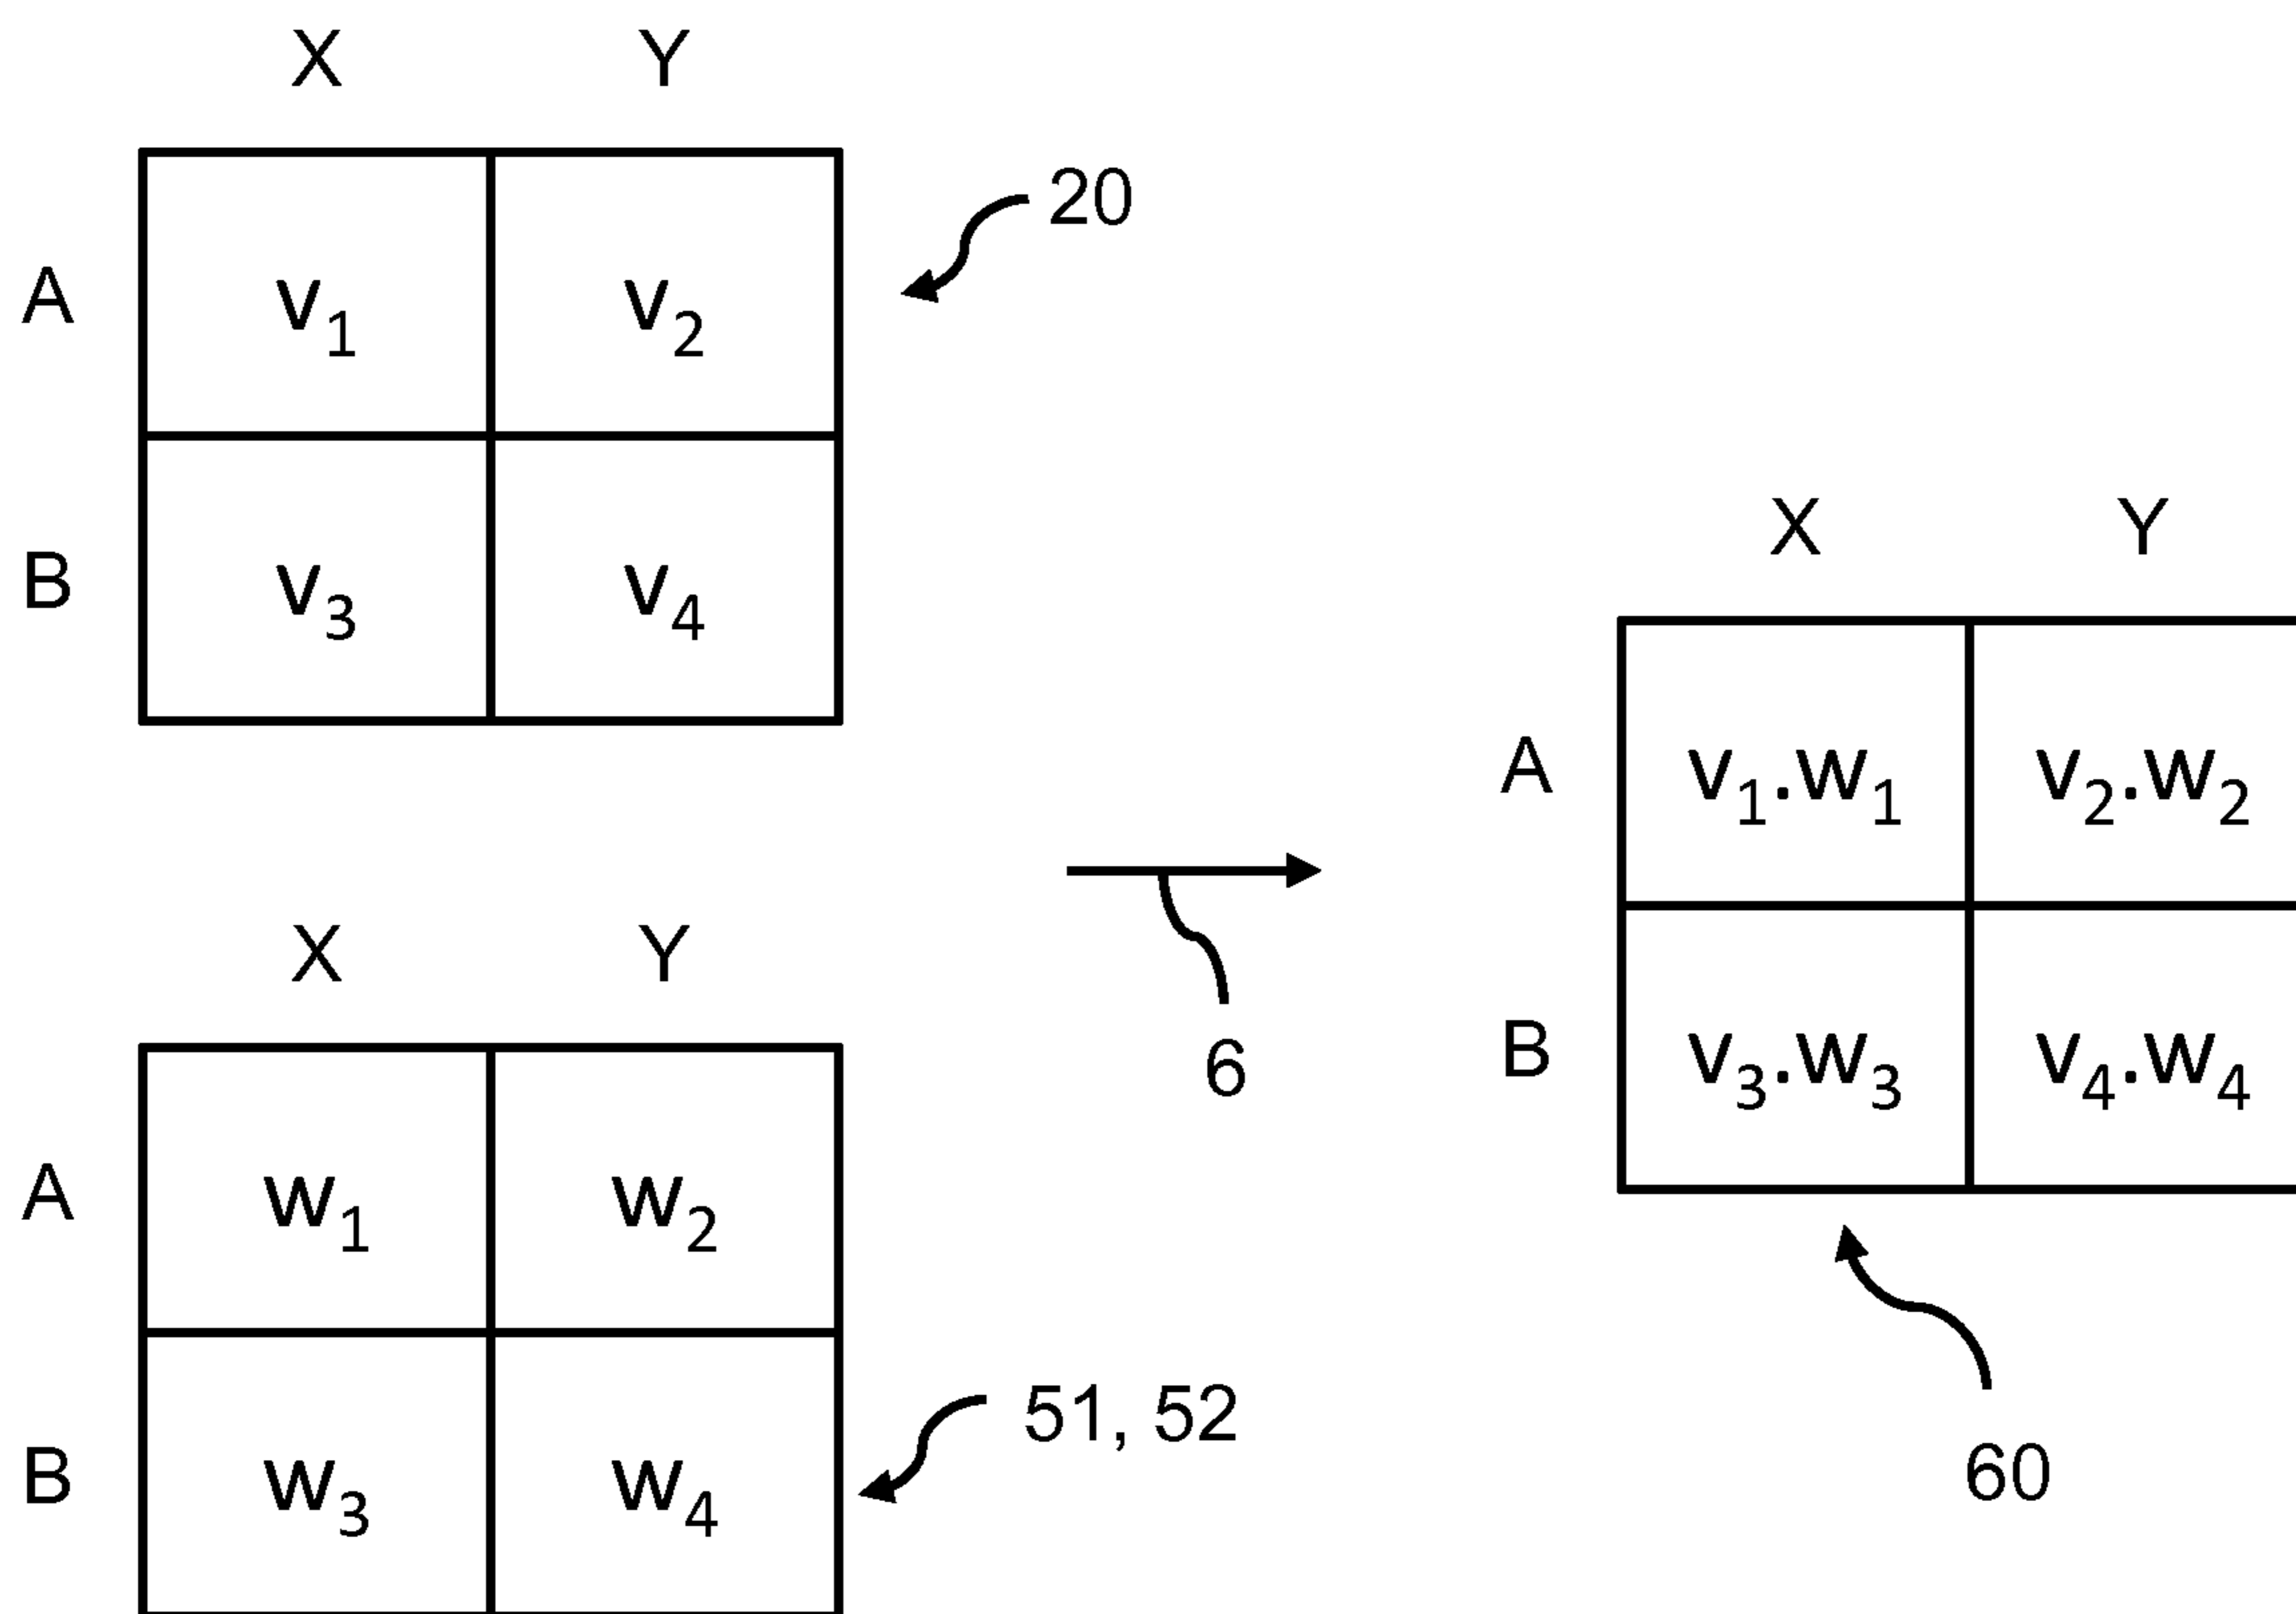 X Y
A v₁ v₂ 20
B v₃ v₄
X Y
A w₁ w₂
B w₃ w₄ 51, 52
6
X Y
A v₁.w₁ v₂.w₂
B v₃.w₃ v₄.w₄
60